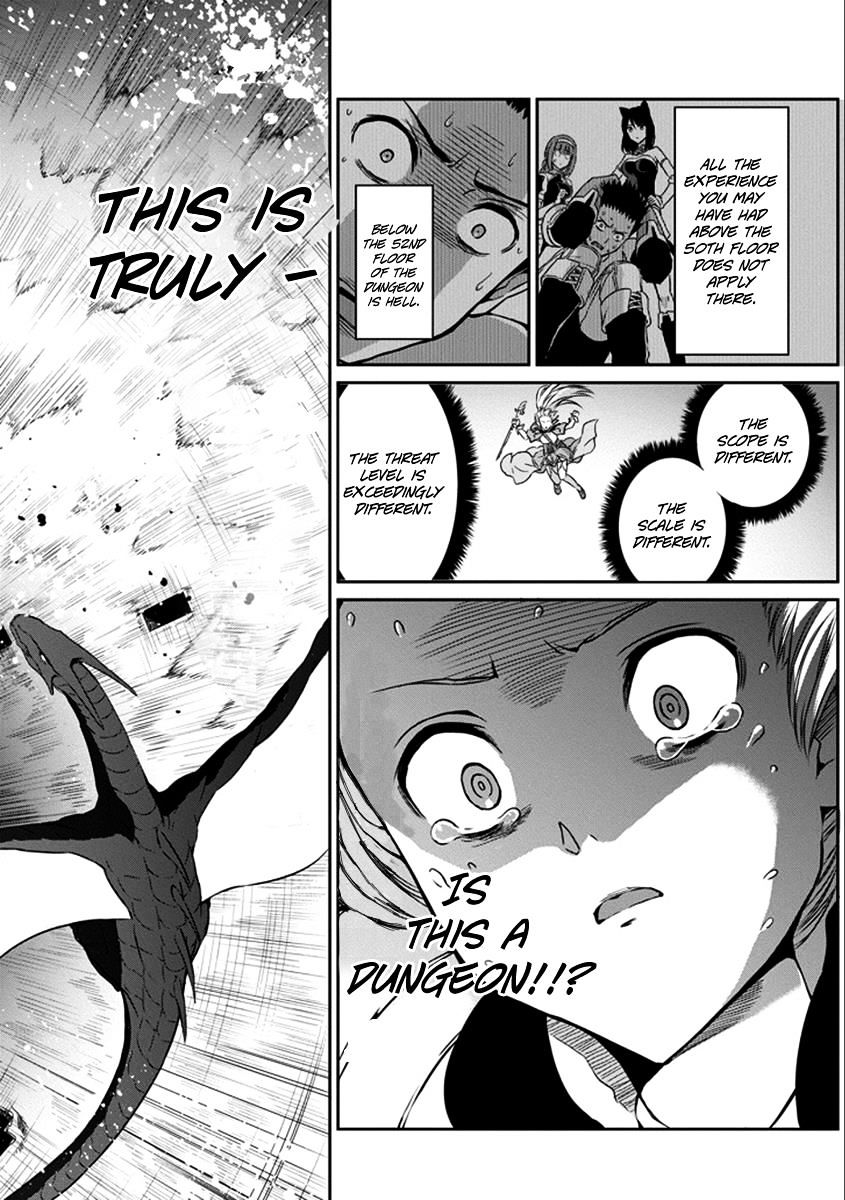 ALL THE
EXPERIENCE
YOU MAY
HAVE HAD
ABOVE THE
50TH FLOOR
DOES NOT
APPLY
THERE.
BELOW
THE 52ND
FLOOR
OF THE
DUNGEON
IS HELL.
THE
SCOPE IS
DIFFERENT.
THE
SCALE IS
DIFFERENT.
THE THREAT
LEVEL IS
EXCEEDINGLY
DIFFERENT.
IS
THIS A
DUNGEON!!?
THIS IS
TRULY -